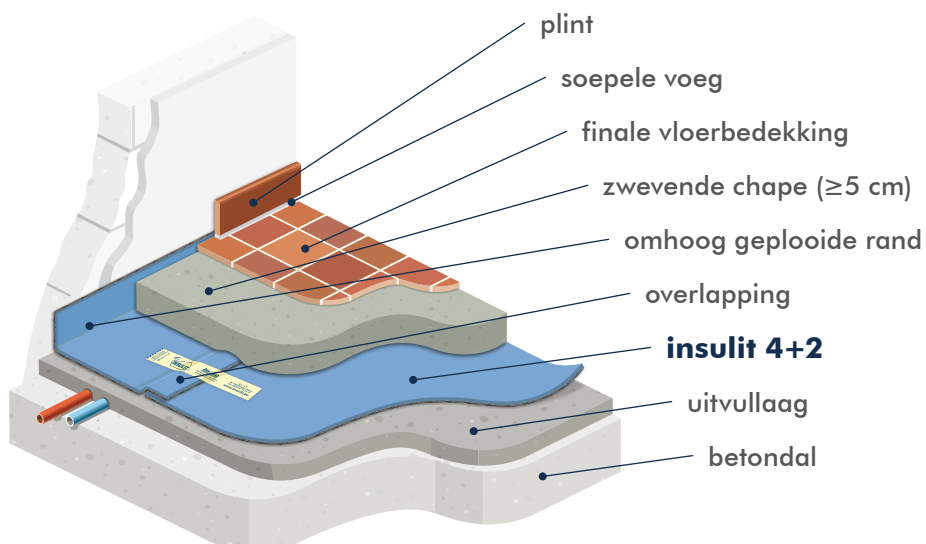 plint
soepele voeg
finale vloerbedekking
zwevende chape (≥5 cm)
omhoog geplooide rand
overlapping
insulit 4+2
uitvullaag
betondal